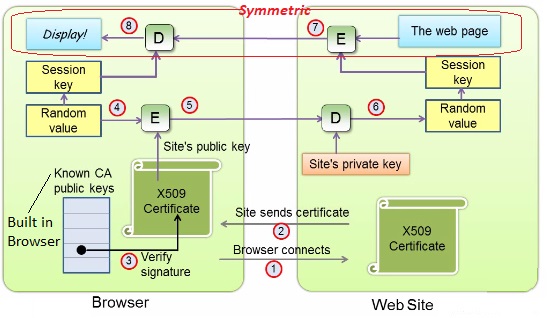 Symmetric
8
7
Display!
D
E
The web page
Session
key
Session
key
Random
value
4
E
5
D
6
Random
value
Site's public key
Site's private key
Known CA
public keys
X509
Certificate
Built in
Browser
Site sends certificate
2
X509
Certificate
3
Verify
signature
Browser connects
1
Browser
Web Site